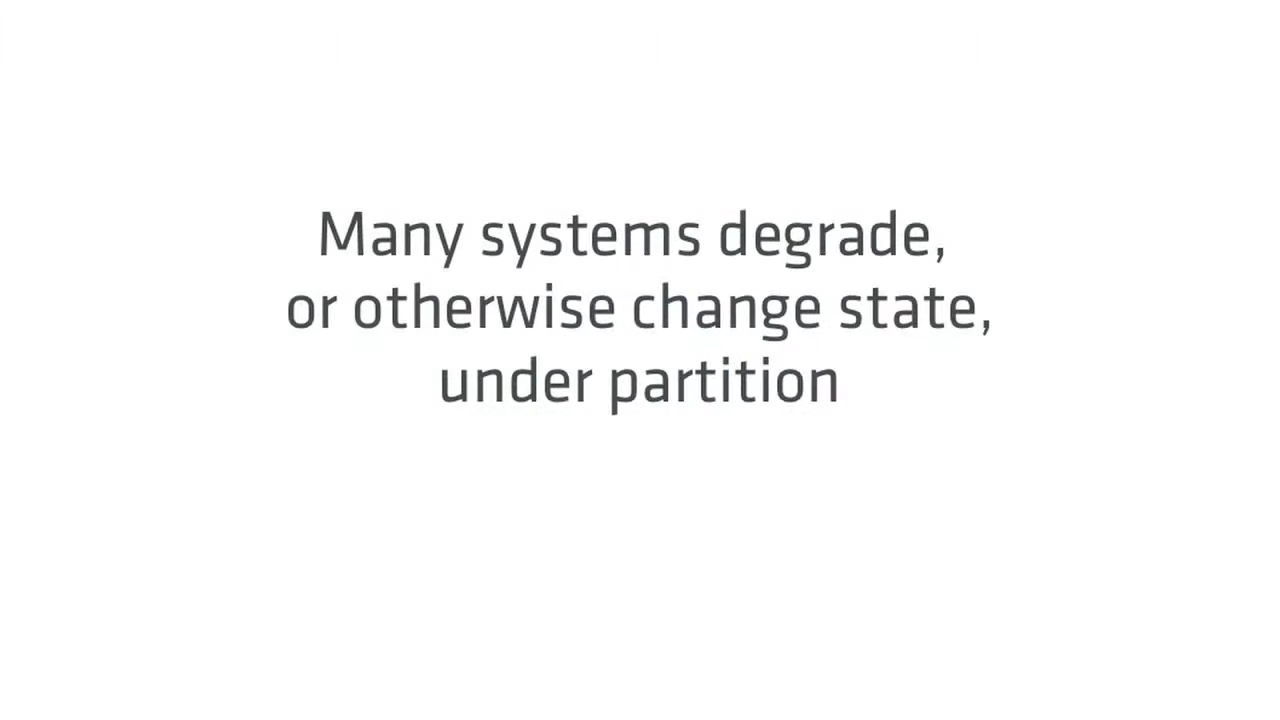 Many systems degrade,
or otherwise change state,
under partition